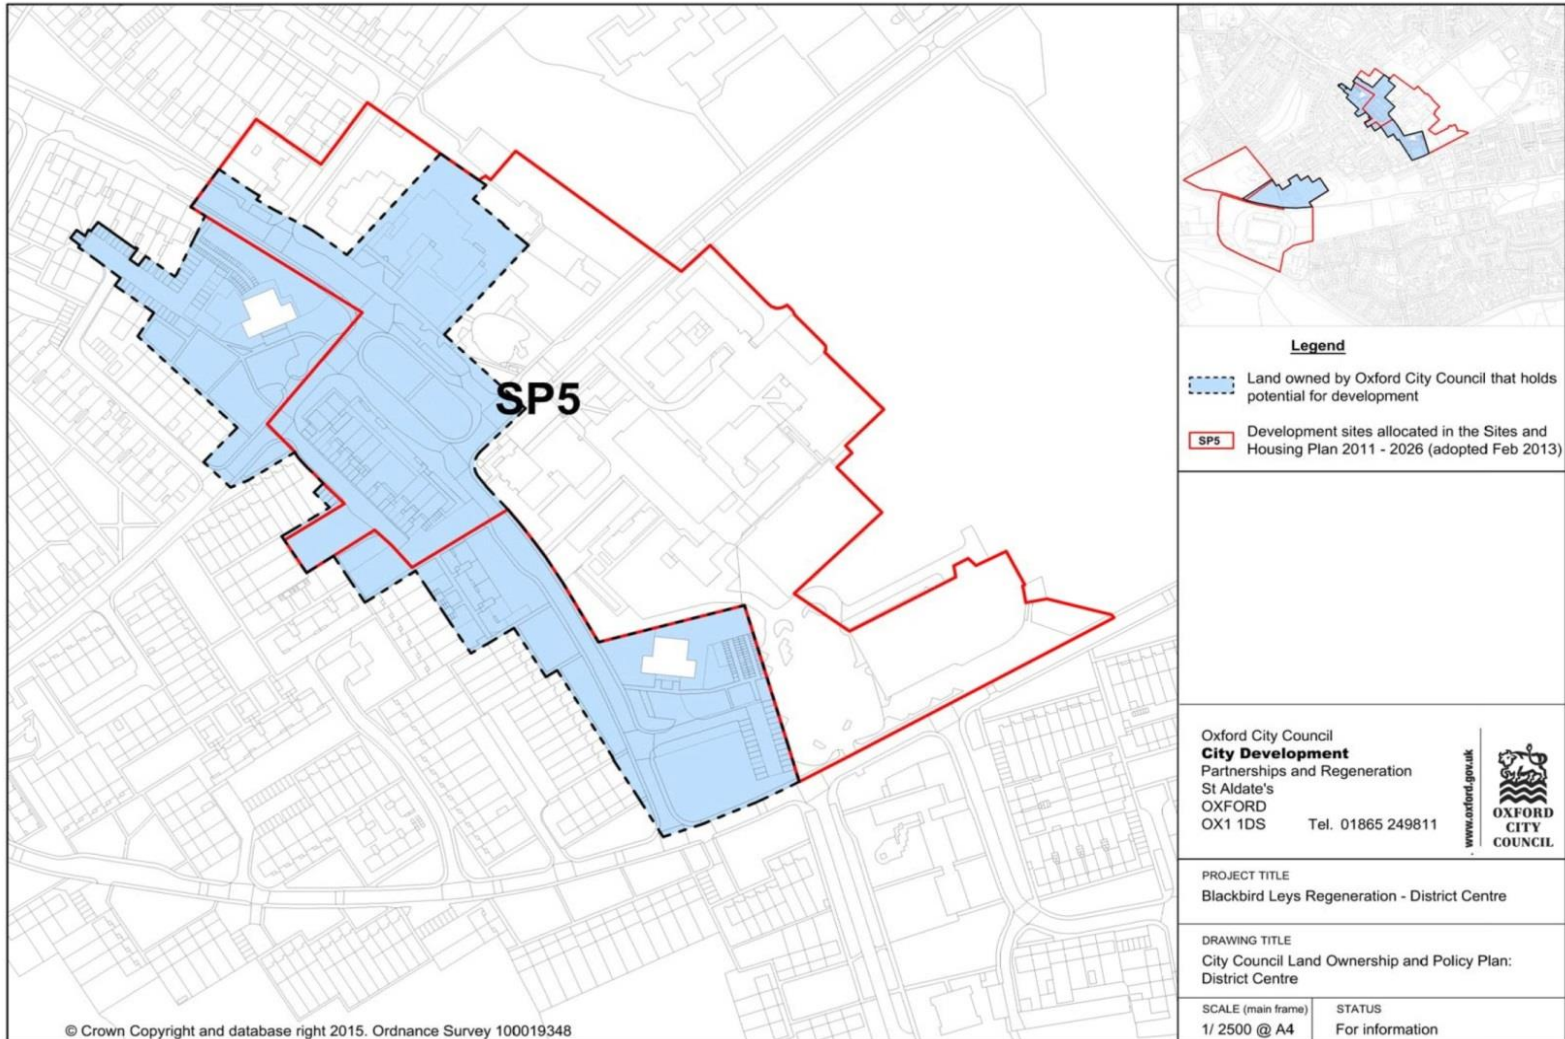 SP5
© Crown Copyright and database right 2015. Ordnance Survey 100019348
Legend
Land owned by Oxford City Council that holds
potential for development
SP5
Development sites allocated in the Sites and
Housing Plan 2011 - 2026 (adopted Feb 2013)
Oxford City Council
City Development
Partnerships and Regeneration
St Aldate's
OXFORD
OX1 1DS Tel. 01865 249811
www.oxford.gov.uk
OXFORD
CITY
COUNCIL
PROJECT TITLE
Blackbird Leys Regeneration - District Centre
DRAWING TITLE
City Council Land Ownership and Policy Plan:
District Centre
SCALE (main frame)
1/ 2500 @ A4
STATUS
For information